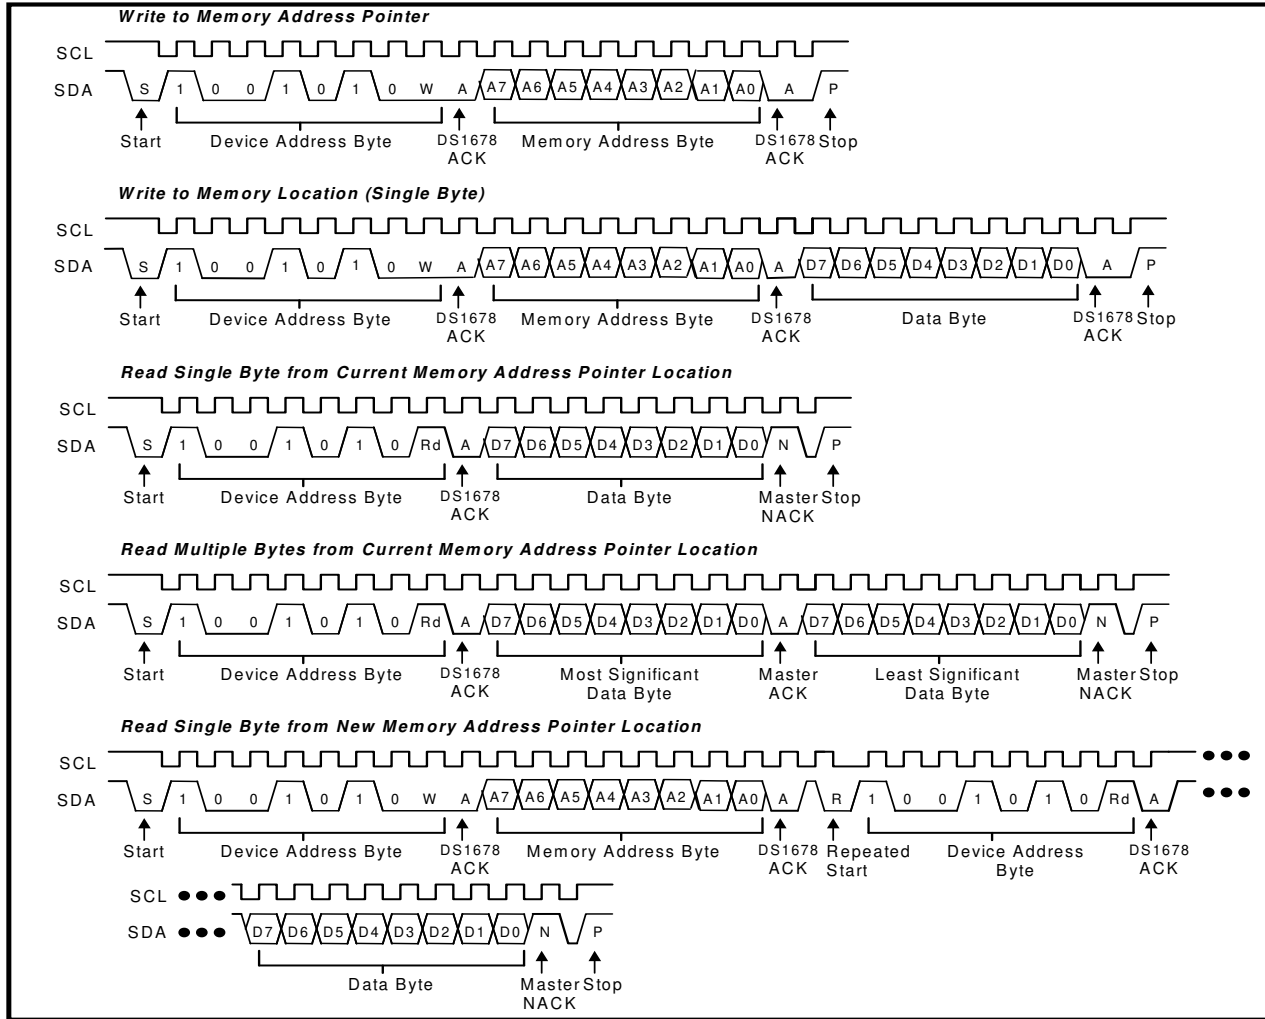 Write to Memory Address Pointer
SCL
SDA S 1 0 0 1 0 1 0 W A A7 A6 A5 A4 A3 A2 A1 A0 A P
Start Device Address Byte DS1678 Memory Address Byte DS1678 Stop
ACK ACK
Write to Memory Location (Single Byte)
SCL
SDA S 1 0 0 1 0 1 0 W A A7 A6 A5 A4 A3 A2 A1 A0 A D7 D6 D5 D4 D3 D2 D1 D0 A P
Start Device Address Byte DS1678 Memory Address Byte DS1678 Data Byte DS1678 Stop
ACK ACK ACK
Read Single Byte from Current Memory Address Pointer Location
SCL
SDA S 1 0 0 1 0 1 0 Rd A D7 D6 D5 D4 D3 D2 D1 D0 N P
Start Device Address Byte DS1678 Data Byte Master Stop
ACK NACK
Read Multiple Bytes from Current Memory Address Pointer Location
SCL
SDA S 1 0 0 1 0 1 0 Rd A D7 D6 D5 D4 D3 D2 D1 D0 A D7 D6 D5 D4 D3 D2 D1 D0 N P
Start Device Address Byte DS1678 Most Significant Master Least Significant Master Stop
ACK Data Byte ACK Data Byte NACK
Read Single Byte from New Memory Address Pointer Location
SCL
SDA S 1 0 0 1 0 1 0 W A A7 A6 A5 A4 A3 A2 A1 A0 A R 1 0 0 1 0 1 0 Rd A
Start Device Address Byte DS1678 Memory Address Byte DS1678 Repeated Device Address DS1678
ACK ACK Start Byte ACK
SCL
SDA D7 D6 D5 D4 D3 D2 D1 D0 N P
Data Byte Master Stop
NACK